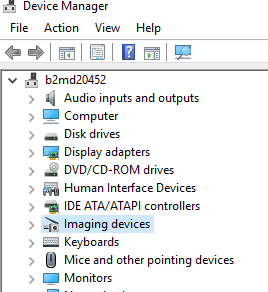 Device Manager
File Action View Help
b2md20452
Audio inputs and outputs
Computer
Disk drives
Display adapters
DVD/CD-ROM drives
Human Interface Devices
IDE ATA/ATAPI controllers
Imaging devices
Keyboards
Mice and other pointing devices
Monitors